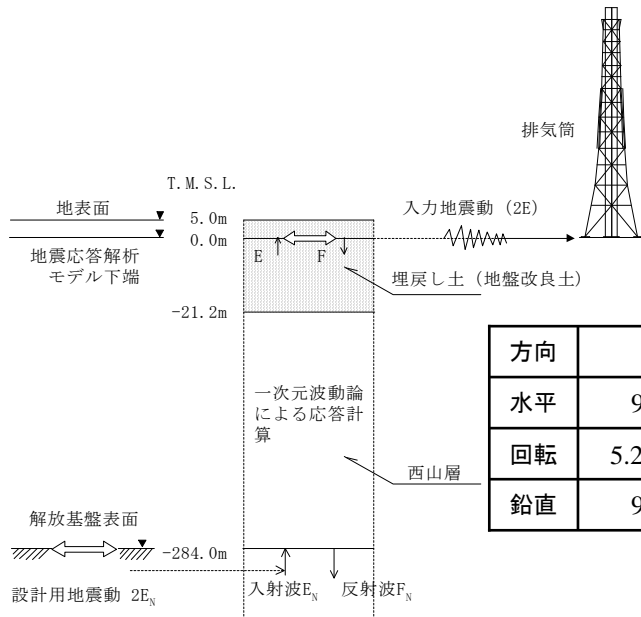 排気筒
T.M.S.L.
地表面
5.0m
入力地震動 (2E)
0.0m
地震応答解析
モデル下端
E
F
埋戻し土 (地盤改良土)
-21.2m
方向
水平 9
回転 5.2
鉛直 9
一次元波動論
による応答計
算
西山層
解放基盤表面
-284.0m
設計用地震動 2E_N
入射波E_N 反射波F_N